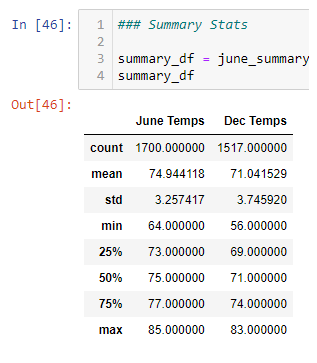 In [46]:
1 ### Summary Stats
2
3 summary_df = june_summary
4 summary_df
Out[46]:
June Temps Dec Temps
count 1700.000000 1517.000000
mean 74.944118 71.041529
std 3.257417 3.745920
min 64.000000 56.000000
25% 73.000000 69.000000
50% 75.000000 71.000000
75% 77.000000 74.000000
max 85.000000 83.000000